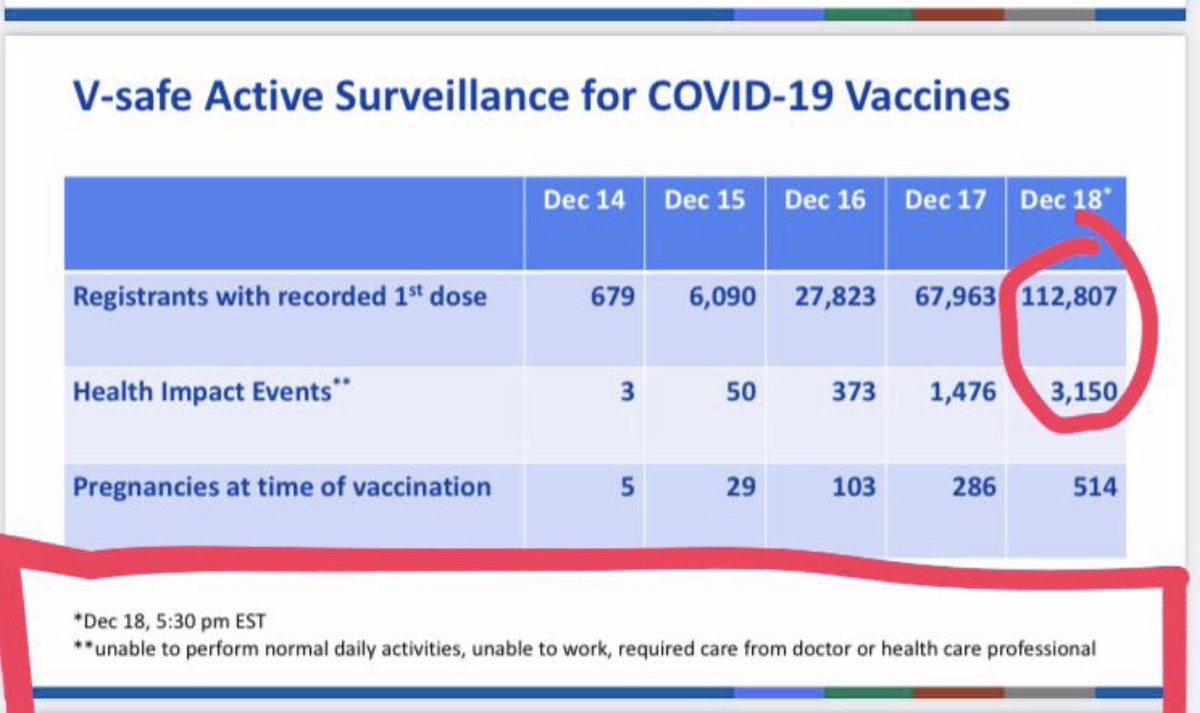 V-safe Active Surveillance for COVID-19 Vaccines
Dec 14 Dec 15 Dec 16 Dec 17 Dec 18*
Registrants with recorded 1st dose 679 6,090 27,823 67,963 112,807
Health Impact Events** 3 50 373 1,476 3,150
Pregnancies at time of vaccination 5 29 103 286 514
*Dec 18, 5:30 pm EST
**unable to perform normal daily activities, unable to work, required care from doctor or health care professional